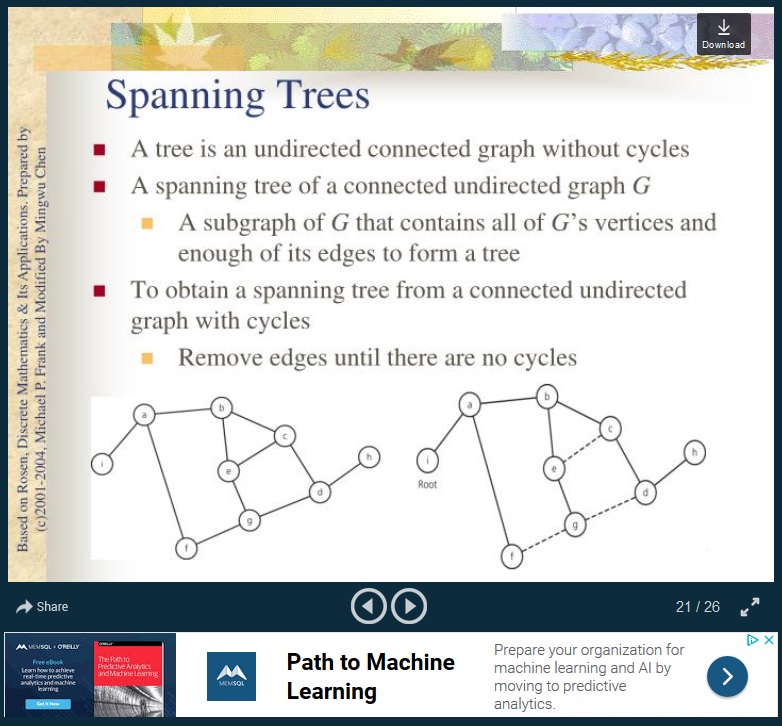 Download
Spanning Trees
A tree is an undirected connected graph without cycles
A spanning tree of a connected undirected graph G
A subgraph of G that contains all of G's vertices and
enough of its edges to form a tree
To obtain a spanning tree from a connected undirected
graph with cycles
Remove edges until there are no cycles
Based on Rosen, Discrete Mathematics & Its Applications. Prepared by
(c)2001-2004, Michael P. Frank and Modified By Mingwu Chen
a
b
c
i
e
h
d
g
f
a
b
c
i
e
h
d
g
f
Root
Share
21 / 26
MEMSQL + O'REILLY
Free eBook
Learn how to achieve
real-time predictive
analytics and machine
learning
Get It Now
O'REILLY
The Path to
Predictive Analytics
and Machine Learning
MEMSQL
Path to Machine
Learning
Prepare your organization for
machine learning and AI by
moving to predictive
analytics.